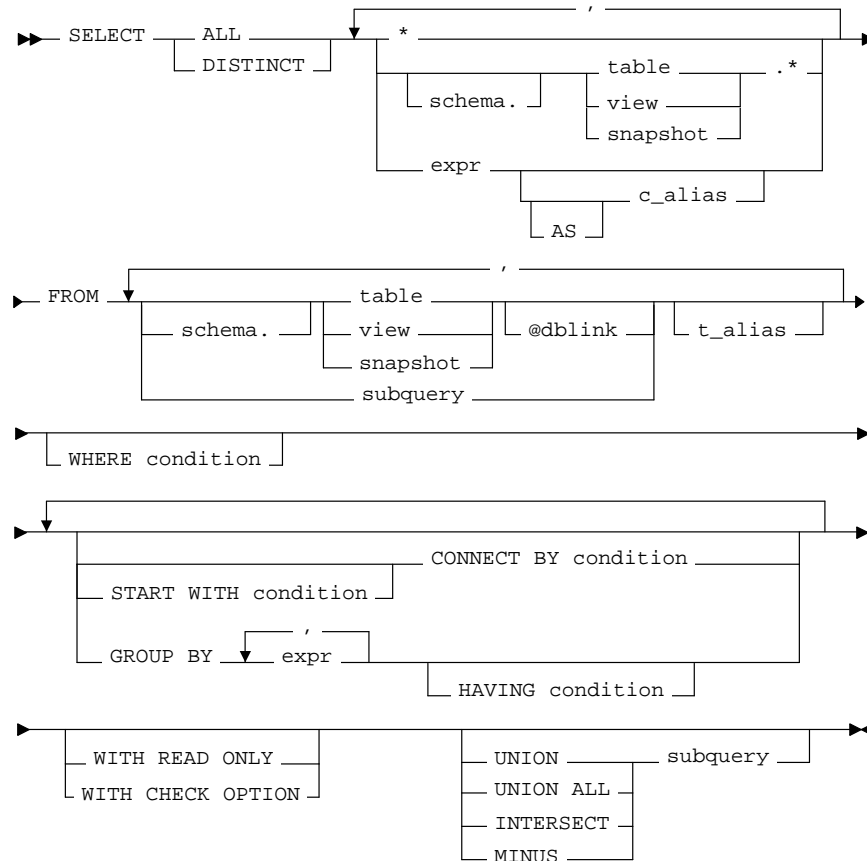 ,
SELECT ALL *
DISTINCT table .*
schema. view
snapshot
expr
c_alias
AS
,
FROM table
schema. view @dblink t_alias
snapshot
subquery
WHERE condition
CONNECT BY condition
START WITH condition
,
GROUP BY expr
HAVING condition
WITH READ ONLY UNION subquery
WITH CHECK OPTION UNION ALL
INTERSECT
MINUS